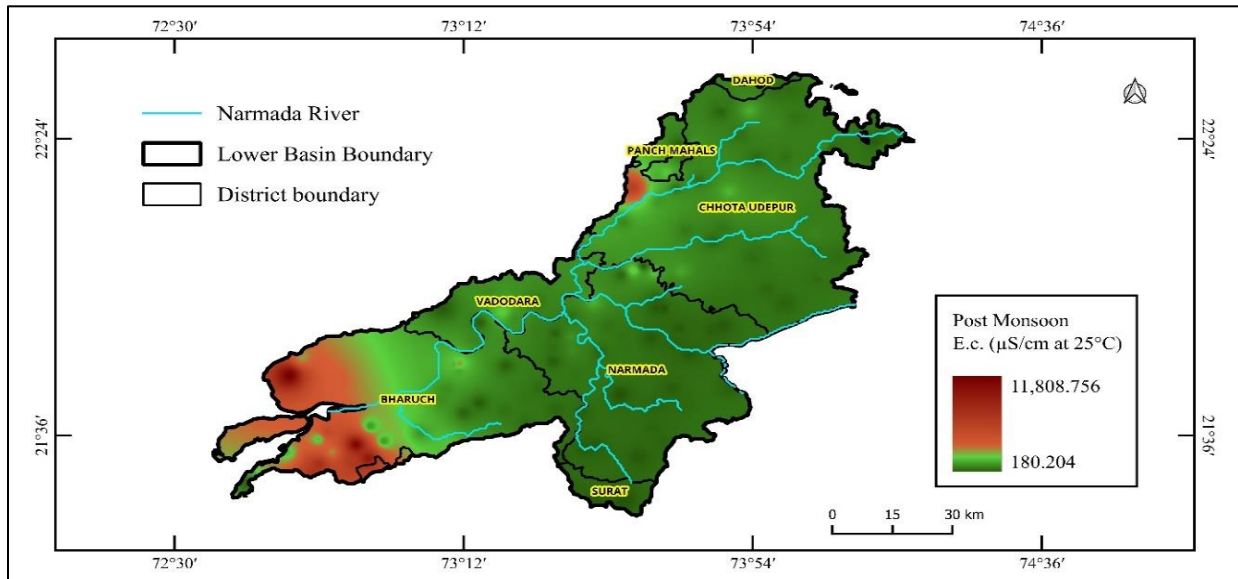 72°30′ 73°12′ 73°54′ 74°36′
22°24′
22°24′
21°36′
21°36′
Narmada River
Lower Basin Boundary
District boundary
DAHOD
PANCH MAHALS
CHHOTA UDEPUR
VADODARA
NARMADA
BHARUCH
SURAT
Post Monsoon
E.c. (µS/cm at 25°C)
11,808.756
180.204
0 15 30 km
72°30′ 73°12′ 73°54′ 74°36′